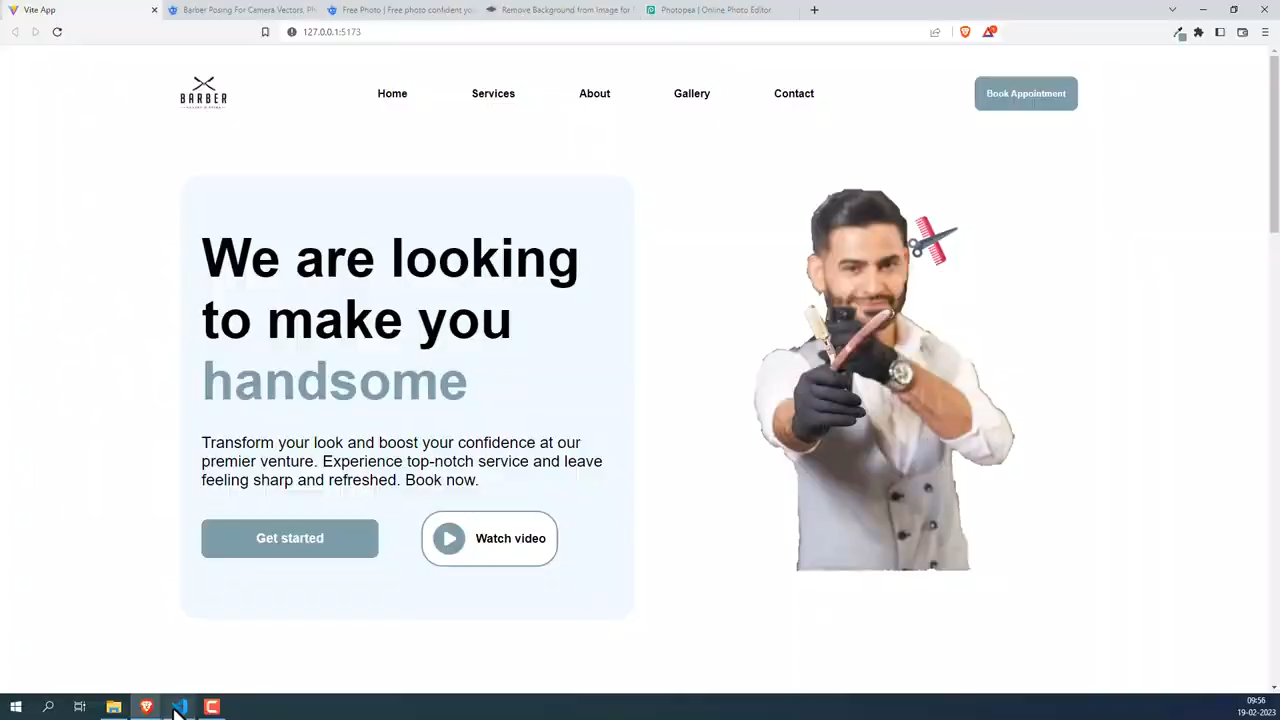 Vite App
Barber Posing For Camera Vectors, Ph
Free Photo | Free photo confident you
Remove Background from Image for
Photopea | Online Photo Editor
127.0.0.1:5173
BARBER
Home
Services
About
Gallery
Contact
Book Appointment
We are looking
to make you
handsome
Transform your look and boost your confidence at our
premier venture. Experience top-notch service and leave
feeling sharp and refreshed. Book now.
Get started
Watch video
09:56
19-02-2023